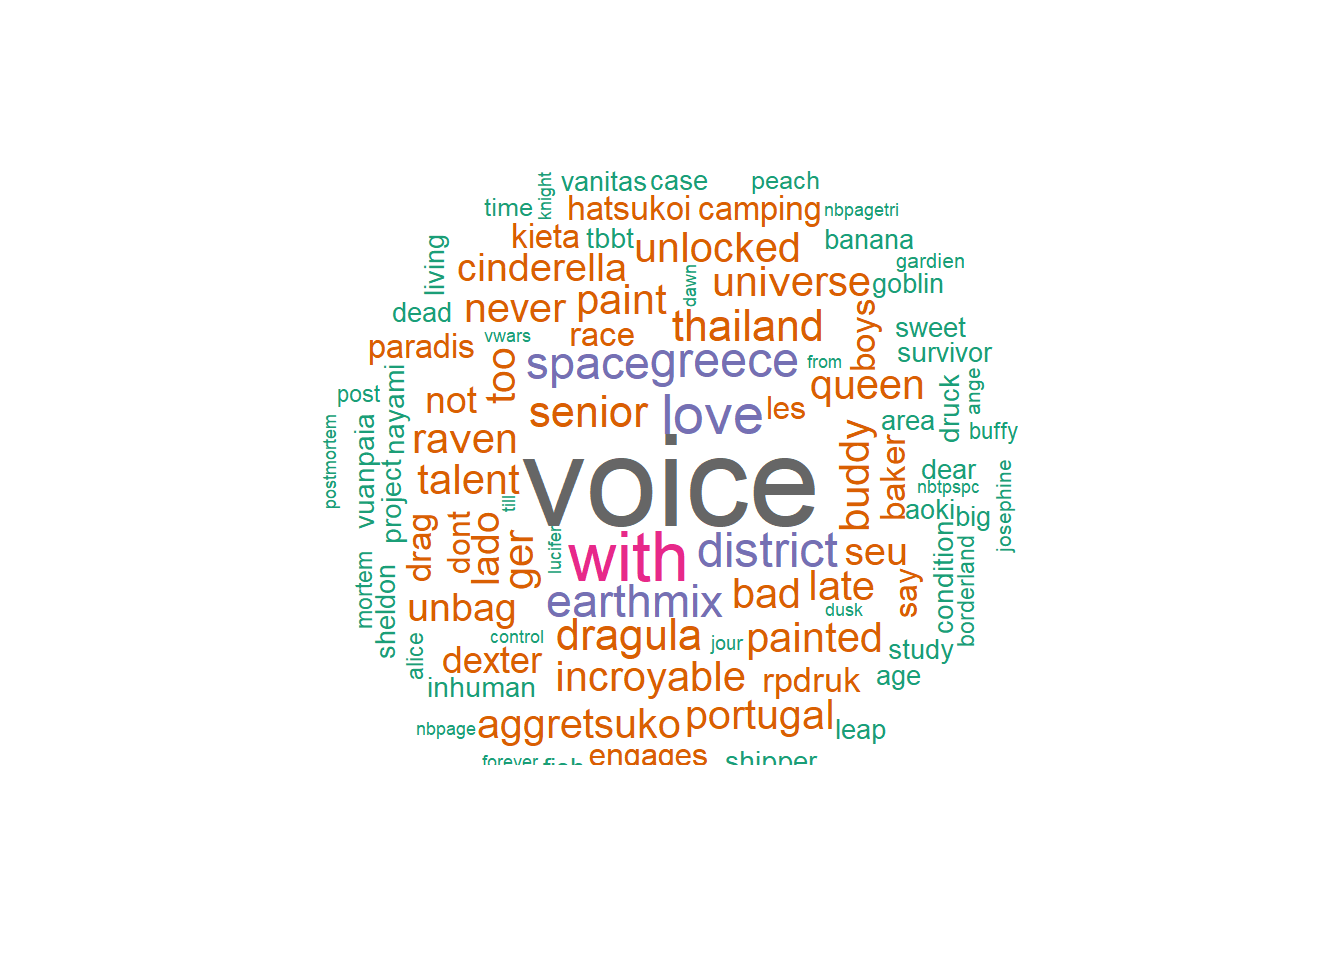 vanitas case peach
knight
time hatsukoi camping nbpagetri
kieta tbbt unlocked banana
living cinderella dawn universe gardien
goblin
dead never paint
vwars race thailand boys sweet
paradis survivor
too spacegreece from
post nayami not senior love les queen druck ange
area buffy
postmortem vuanpaia raven buddy baker dear
project talent voice nbtpspc josephine
till aoki big
drag dont lado ger lucifer with district seu condition borderland
mortem sheldon unbag earthmix bad late say
dusk
alice control dragula jour painted study
dexter incroyable rpdruk age
inhuman
nbpage aggretsuko portugal leap
forever fish engages shipper